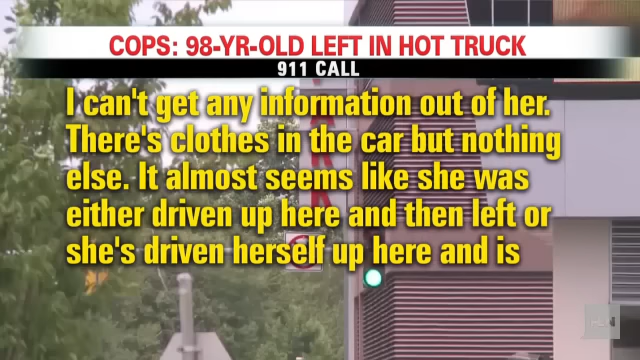 COPS: 98-YR-OLD LEFT IN HOT TRUCK
911 CALL
I can't get any information out of her.
There's clothes in the car but nothing
else. It almost seems like she was
either driven up here and then left or
she's driven herself up here and is
HLN